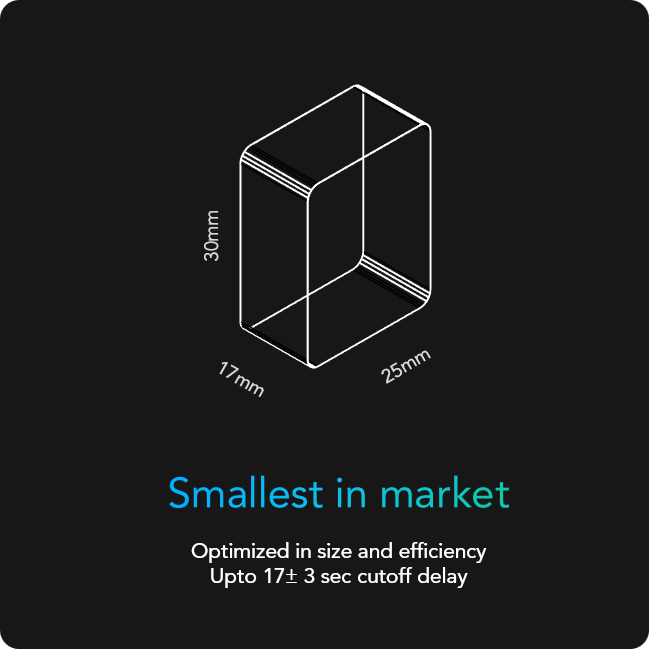 30mm
17mm
25mm
Smallest in market
Optimized in size and efficiency
Upto 17± 3 sec cutoff delay